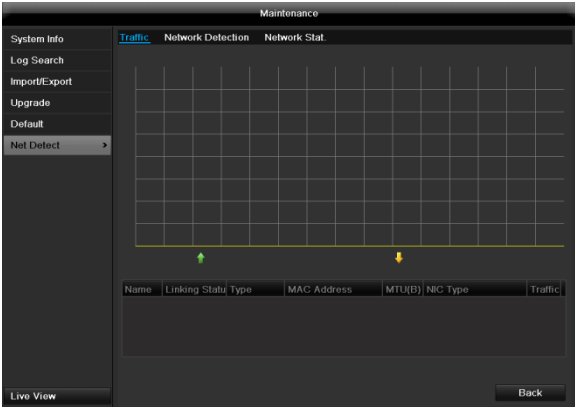 Maintenance
System Info
Log Search
Import/Export
Upgrade
Default
Net Detect >
Traffic Network Detection Network Stat.
Name Linking Statu Type MAC Address MTU(B) NIC Type Traffic
Live View
Back